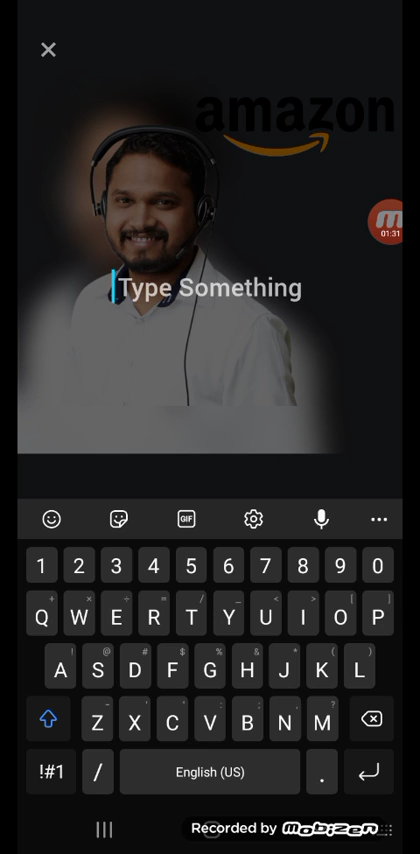 amazon
01:31
Type Something
GIF
1 2 3 4 5 6 7 8 9 0
+ × ÷ = / _ < > [ ]
Q W E R T Y U I O P
! @ # $ % & * ( )
A S D F G H J K L
- ' " : ; , ?
Z X C V B N M
!#1 / English (US) .
Recorded by mobizen